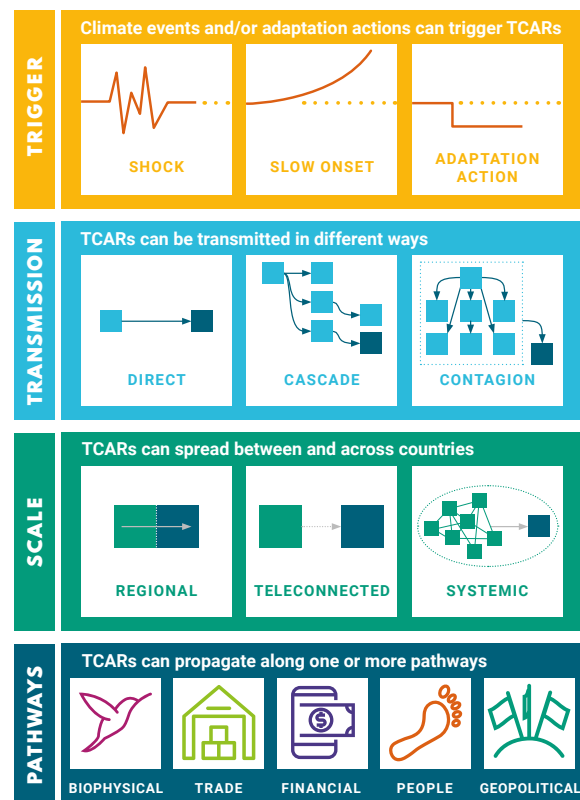 TRIGGER
Climate events and/or adaptation actions can trigger TCARs
SHOCK
SLOW ONSET
ADAPTATION
ACTION
TRANSMISSION
TCARs can be transmitted in different ways
DIRECT
CASCADE
CONTAGION
SCALE
TCARs can spread between and across countries
REGIONAL
TELECONNECTED
SYSTEMIC
PATHWAYS
TCARs can propagate along one or more pathways
$
BIOPHYSICAL
TRADE
FINANCIAL
PEOPLE
GEOPOLITICAL